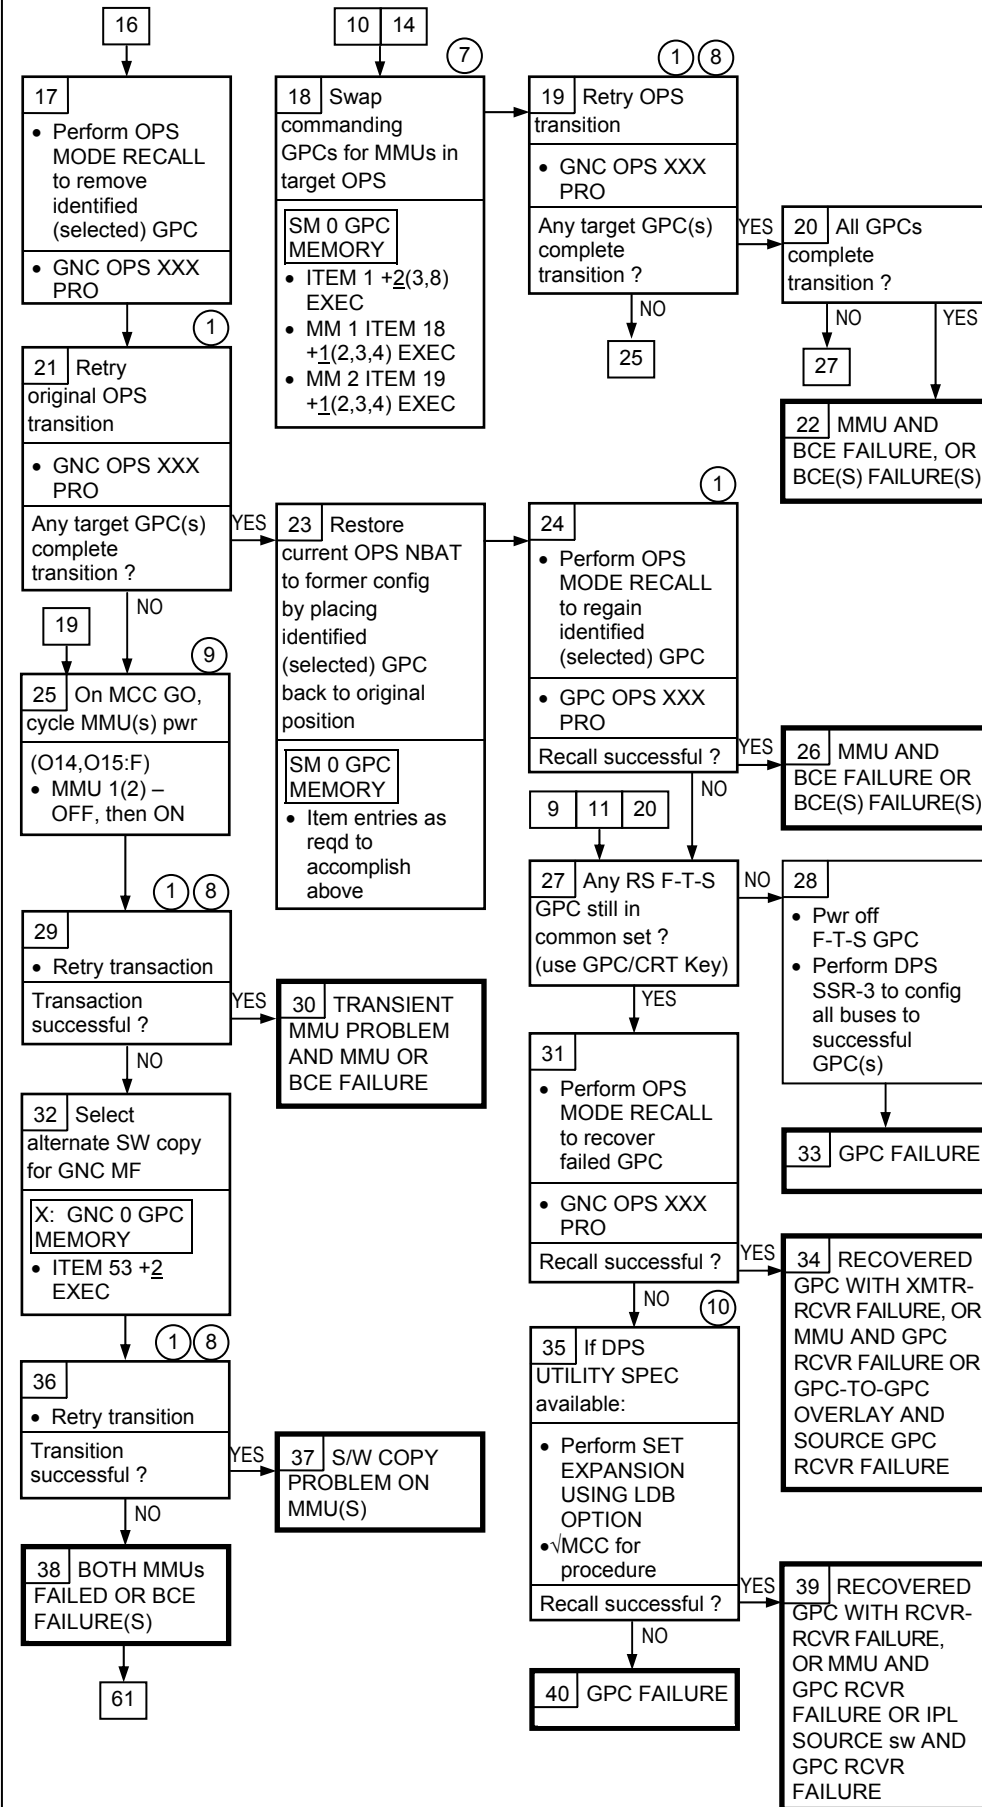 16
17
• Perform OPS
MODE RECALL
to remove
identified
(selected) GPC
• GNC OPS XXX
PRO
1
21 Retry
original OPS
transition
• GNC OPS XXX
PRO
Any target GPC(s)
complete
transition ?
YES
NO
19
9
25 On MCC GO,
cycle MMU(s) pwr
(O14,O15:F)
• MMU 1(2) –
OFF, then ON
1 8
29
• Retry transaction
Transaction
successful ?
YES
NO
30 TRANSIENT
MMU PROBLEM
AND MMU OR
BCE FAILURE
32 Select
alternate SW copy
for GNC MF
X: GNC 0 GPC
MEMORY
• ITEM 53 +2
EXEC
1 8
36
• Retry transition
Transition
successful ?
YES
NO
37 S/W COPY
PROBLEM ON
MMU(S)
38 BOTH MMUs
FAILED OR BCE
FAILURE(S)
61
10 14
7
18 Swap
commanding
GPCs for MMUs in
target OPS
SM 0 GPC
MEMORY
• ITEM 1 +2(3,8)
EXEC
• MM 1 ITEM 18
+1(2,3,4) EXEC
• MM 2 ITEM 19
+1(2,3,4) EXEC
23 Restore
current OPS NBAT
to former config
by placing
identified
(selected) GPC
back to original
position
SM 0 GPC
MEMORY
• Item entries as
reqd to
accomplish
above
1 8
19 Retry OPS
transition
• GNC OPS XXX
PRO
Any target GPC(s)
complete
transition ?
YES
NO
25
20 All GPCs
complete
transition ?
NO
YES
27
22 MMU AND
BCE FAILURE, OR
BCE(S) FAILURE(S)
1
24
• Perform OPS
MODE RECALL
to regain
identified
(selected) GPC
• GPC OPS XXX
PRO
Recall successful ?
YES
NO
26 MMU AND
BCE FAILURE OR
BCE(S) FAILURE(S)
9 11 20
27 Any RS F-T-S
GPC still in
common set ?
(use GPC/CRT Key)
NO
YES
28
• Pwr off
F-T-S GPC
• Perform DPS
SSR-3 to config
all buses to
successful
GPC(s)
33 GPC FAILURE
31
• Perform OPS
MODE RECALL
to recover
failed GPC
• GNC OPS XXX
PRO
Recall successful ?
YES
NO
34 RECOVERED
GPC WITH XMTR-
RCVR FAILURE, OR
MMU AND GPC
RCVR FAILURE OR
GPC-TO-GPC
OVERLAY AND
SOURCE GPC
RCVR FAILURE
10
35 If DPS
UTILITY SPEC
available:
• Perform SET
EXPANSION
USING LDB
OPTION
•√MCC for
procedure
Recall successful ?
YES
NO
39 RECOVERED
GPC WITH RCVR-
RCVR FAILURE,
OR MMU AND
GPC RCVR
FAILURE OR IPL
SOURCE sw AND
GPC RCVR
FAILURE
40 GPC FAILURE